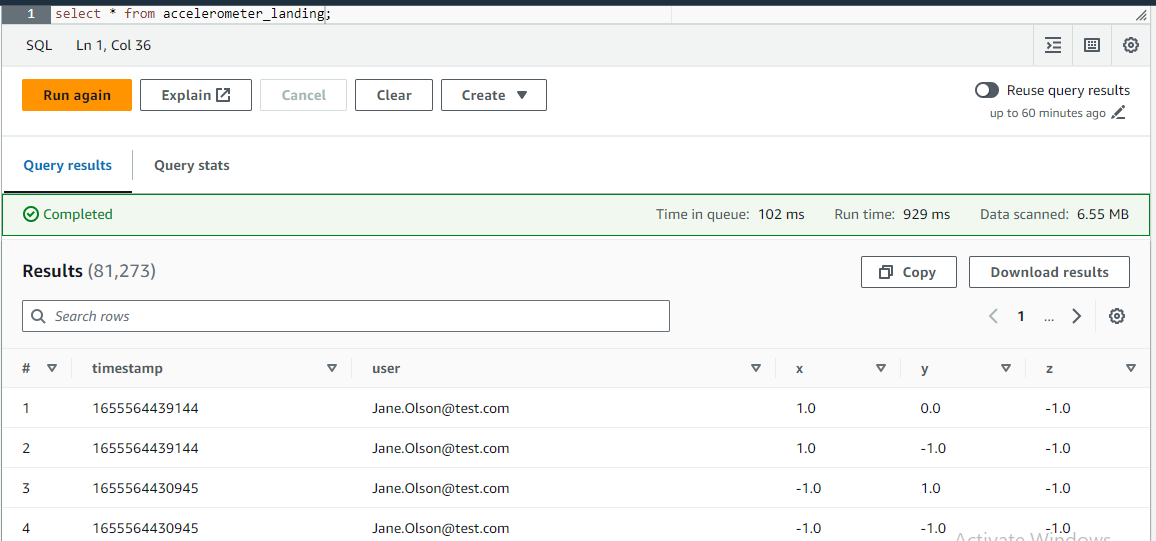 1 select * from accelerometer_landing;
SQL Ln 1, Col 36
Run again Explain Cancel Clear Create Reuse query results
up to 60 minutes ago
Query results Query stats
Completed Time in queue: 102 ms Run time: 929 ms Data scanned: 6.55 MB
Results (81,273) Copy Download results
Search rows 1 ...
# timestamp user x y z
1 1655564439144 Jane.Olson@test.com 1.0 0.0 -1.0
2 1655564439144 Jane.Olson@test.com 1.0 -1.0 -1.0
3 1655564430945 Jane.Olson@test.com -1.0 1.0 -1.0
4 1655564430945 Jane.Olson@test.com -1.0 -1.0 -1.0
Activate Windows